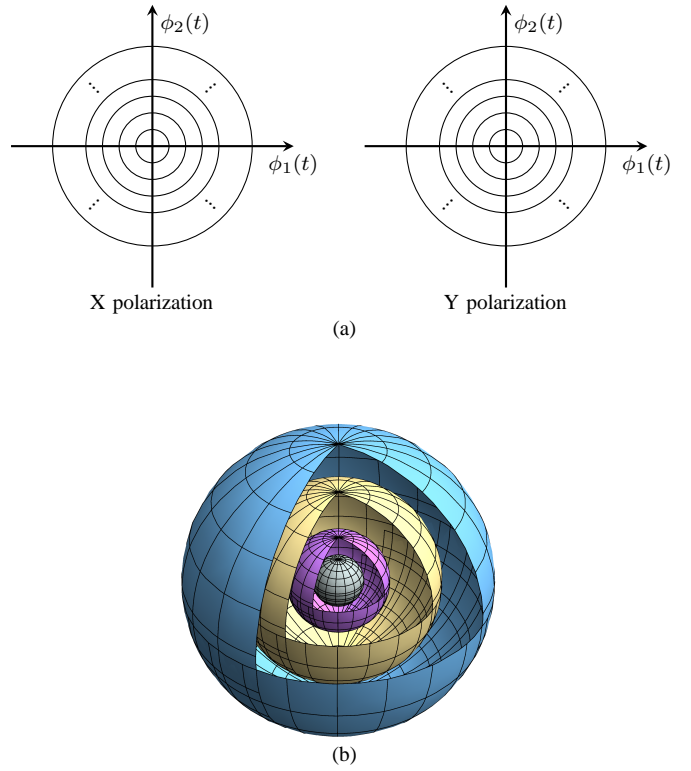 ϕ₂(t) ϕ₂(t)
ϕ₁(t) ϕ₁(t)
X polarization Y polarization
(a)
(b)